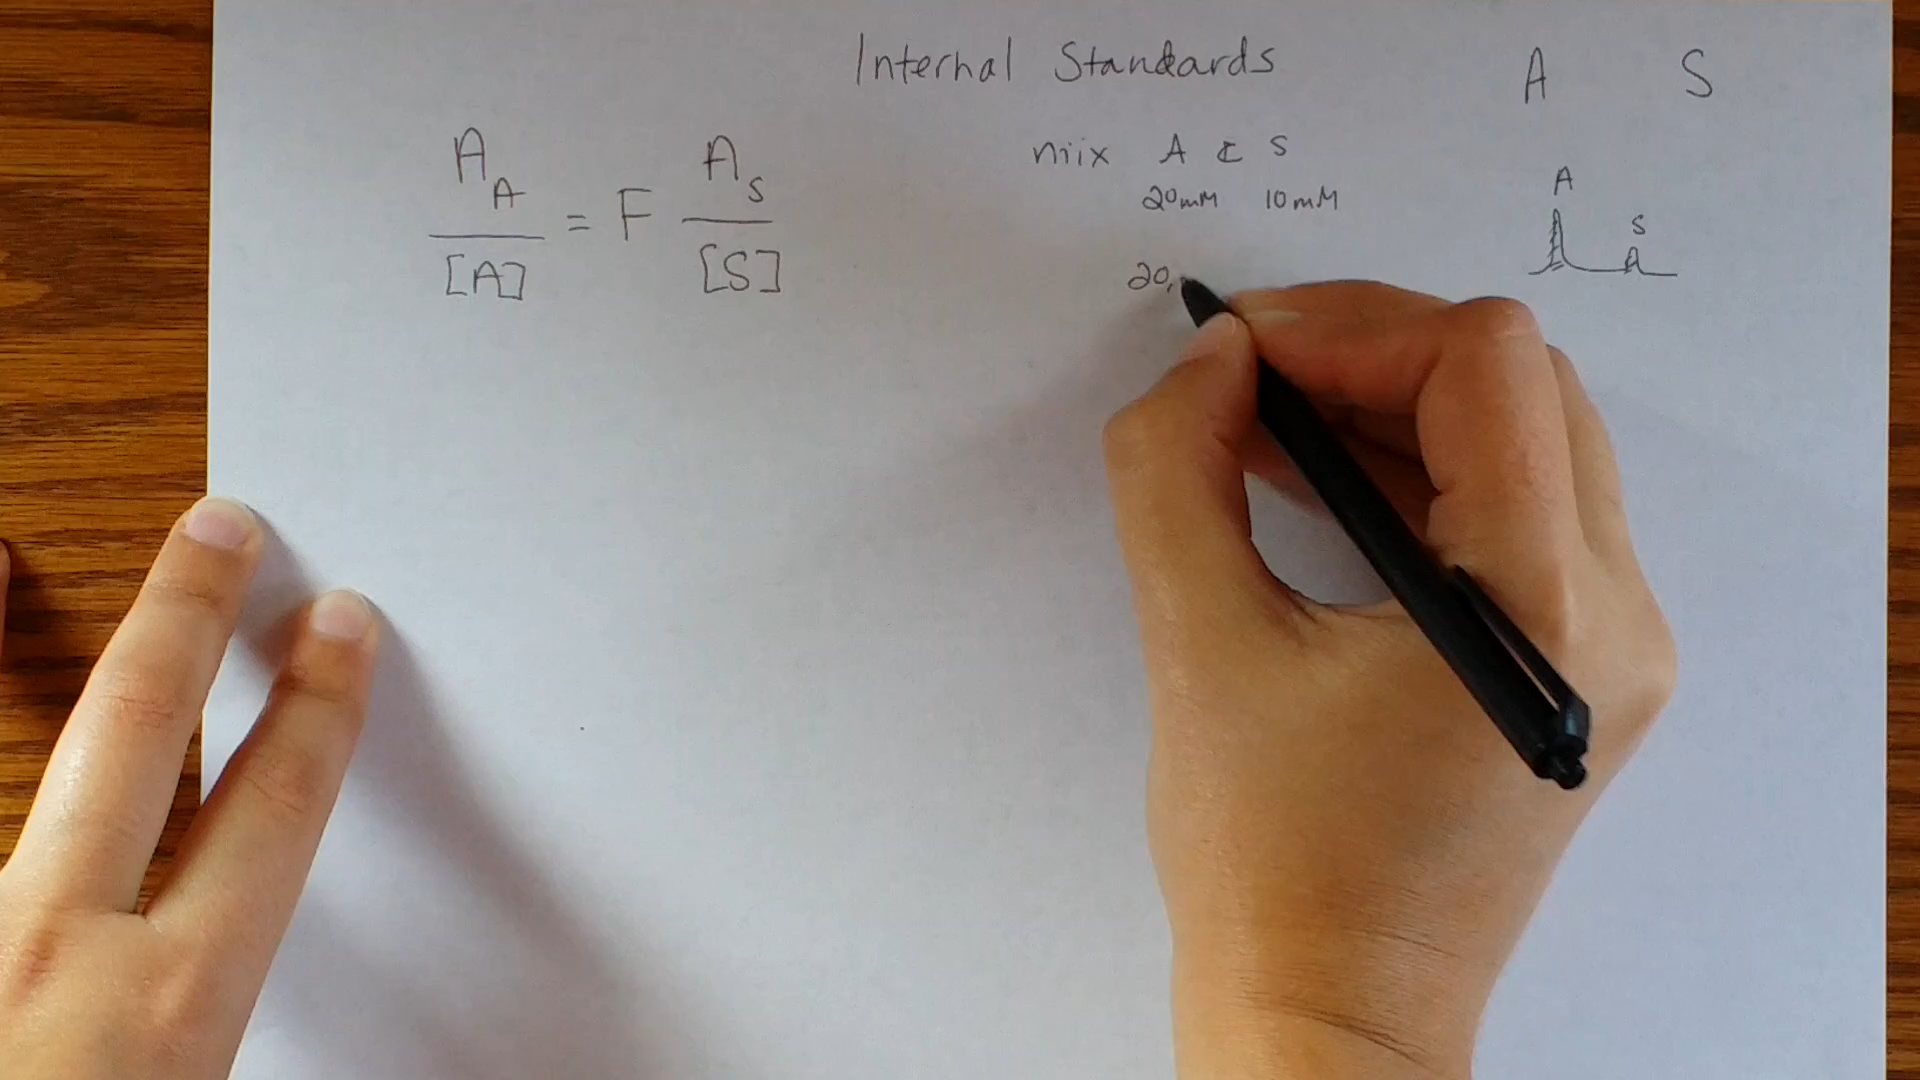 Internal Standards
A S
A_A / [A] = F A_S / [S]
mix A & S
20mM 10mM
A
S
20,